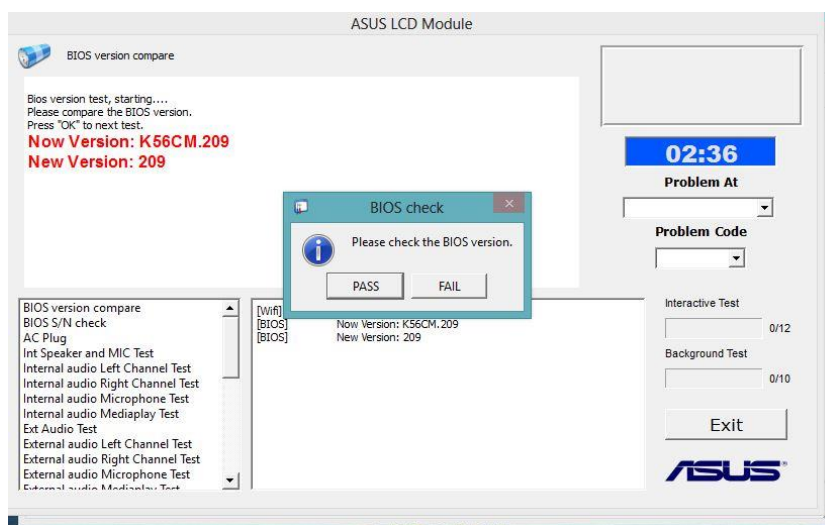 ASUS LCD Module
BIOS version compare
Bios version test, starting....
Please compare the BIOS version.
Press "OK" to next test.
Now Version: K56CM.209
New Version: 209
02:36
Problem At
Problem Code
BIOS check
Please check the BIOS version.
PASS
FAIL
BIOS version compare
BIOS S/N check
AC Plug
Int Speaker and MIC Test
Internal audio Left Channel Test
Internal audio Right Channel Test
Internal audio Microphone Test
Internal audio Mediaplay Test
Ext Audio Test
External audio Left Channel Test
External audio Right Channel Test
External audio Microphone Test
External audio Mediaplay Test
[Wifi]
[BIOS] Now Version: K56CM.209
[BIOS] New Version: 209
Interactive Test
0/12
Background Test
0/10
Exit
ASUS